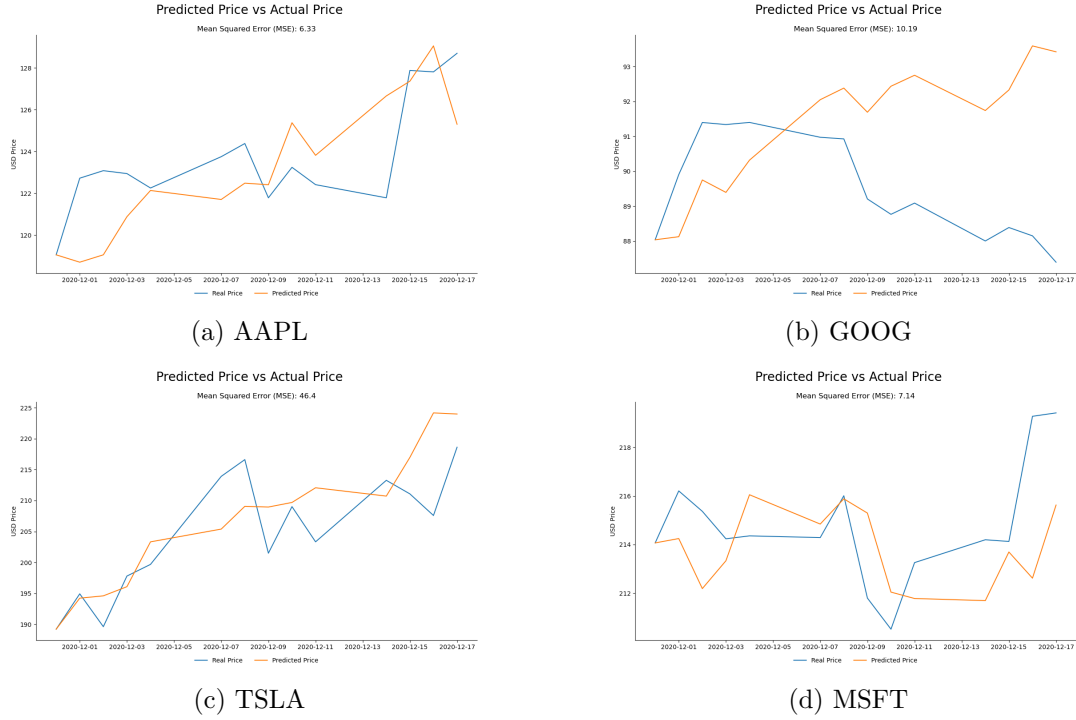 Predicted Price vs Actual Price
Mean Squared Error (MSE): 6.33
USD Price
128
126
124
122
120
2020-12-01 2020-12-03 2020-12-05 2020-12-07 2020-12-09 2020-12-11 2020-12-13 2020-12-15 2020-12-17
Real Price Predicted Price
(a) AAPL
Predicted Price vs Actual Price
Mean Squared Error (MSE): 10.19
USD Price
93
92
91
90
89
88
2020-12-01 2020-12-03 2020-12-05 2020-12-07 2020-12-09 2020-12-11 2020-12-13 2020-12-15 2020-12-17
Real Price Predicted Price
(b) GOOG
Predicted Price vs Actual Price
Mean Squared Error (MSE): 46.4
USD Price
225
220
215
210
205
200
195
190
2020-12-01 2020-12-03 2020-12-05 2020-12-07 2020-12-09 2020-12-11 2020-12-13 2020-12-15 2020-12-17
Real Price Predicted Price
(c) TSLA
Predicted Price vs Actual Price
Mean Squared Error (MSE): 7.14
USD Price
218
216
214
212
2020-12-01 2020-12-03 2020-12-05 2020-12-07 2020-12-09 2020-12-11 2020-12-13 2020-12-15 2020-12-17
Real Price Predicted Price
(d) MSFT